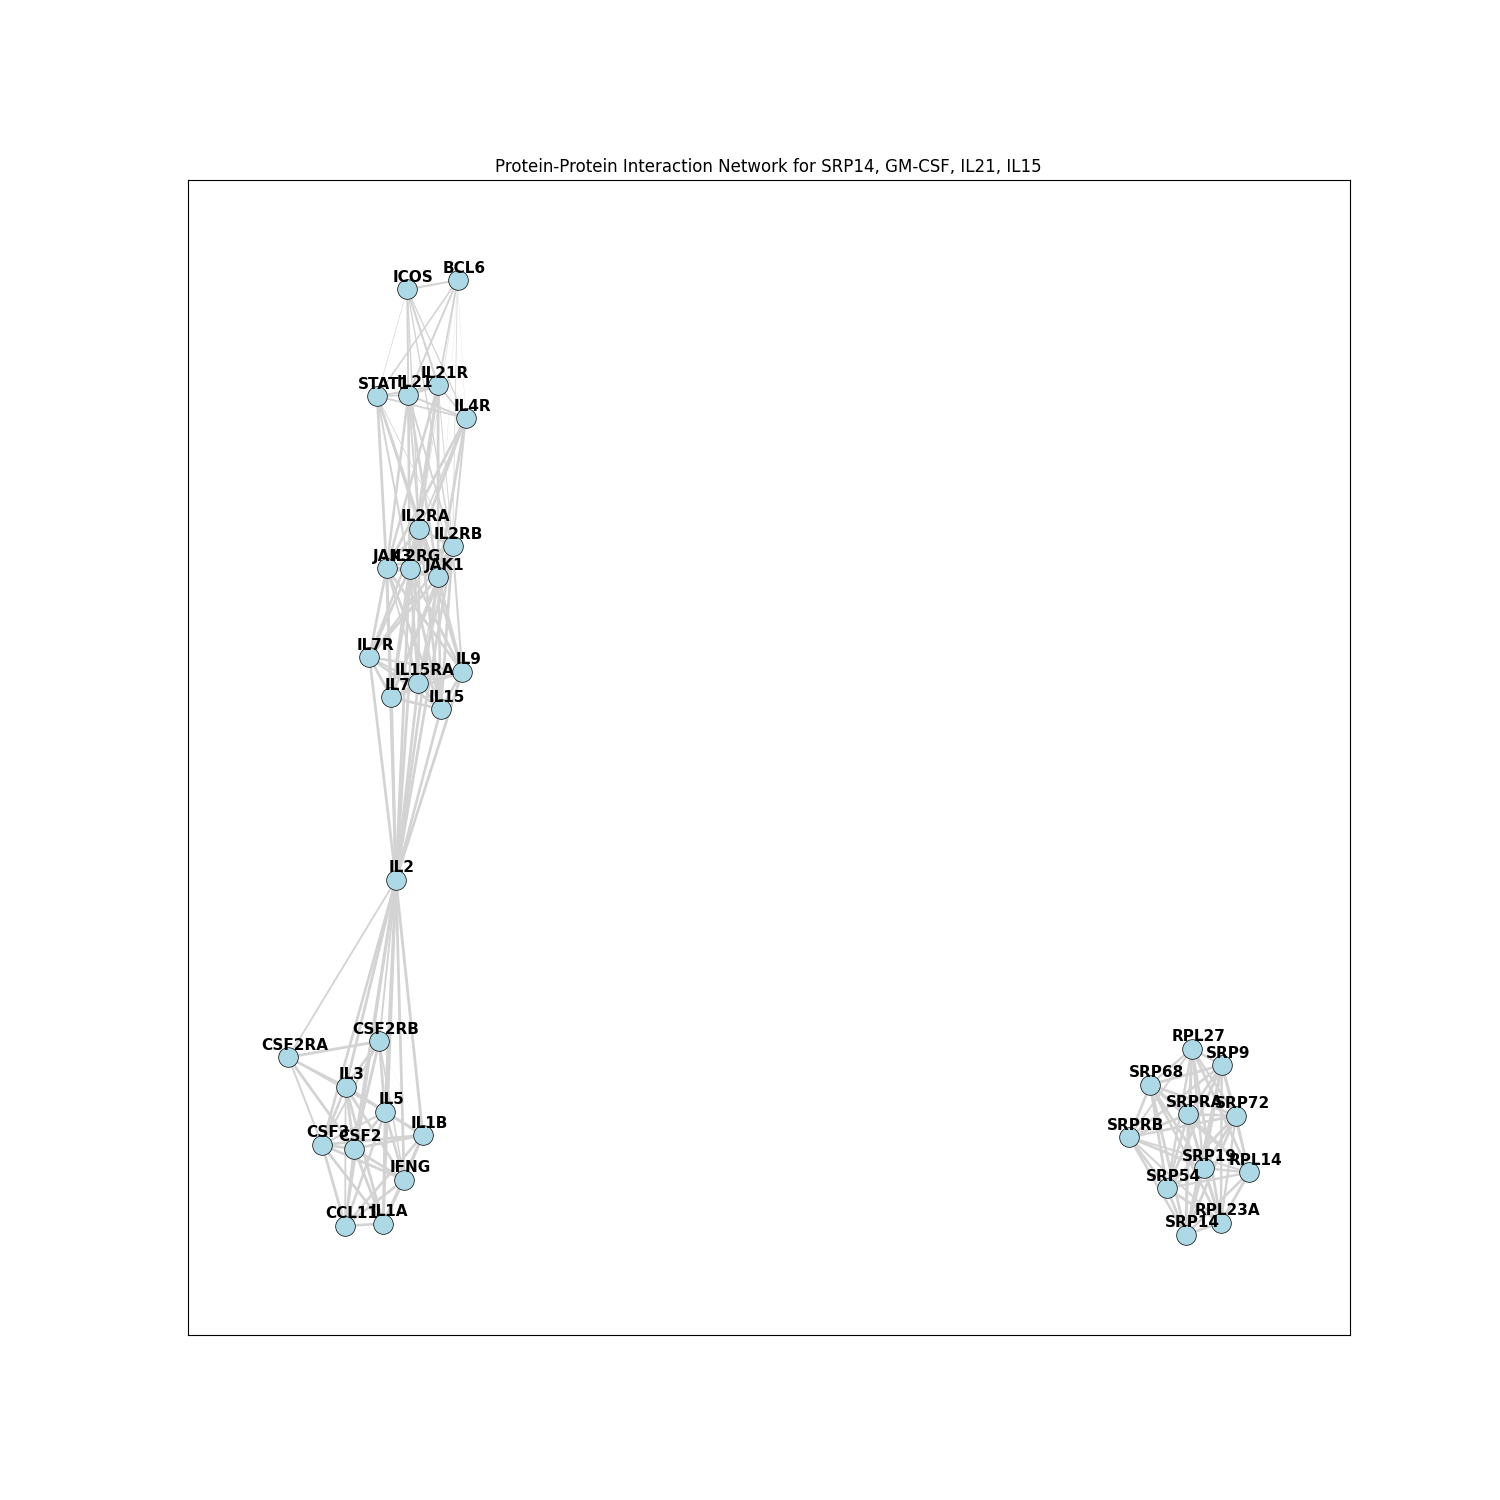 Protein-Protein Interaction Network for SRP14, GM-CSF, IL21, IL15
BCL6
ICOS
IL21R
STAT1
IL21
IL4R
IL2RA
IL2RB
JAK3
IL2RG
JAK1
IL7R
IL9
IL15RA
IL7
IL15
IL2
CSF2RB
CSF2RA
IL3
IL5
IL1B
CSF3
CSF2
IFNG
CCL11
IL1A
RPL27
SRP9
SRP68
SRPRA
SRP72
SRPRB
SRP19
RPL14
SRP54
RPL23A
SRP14